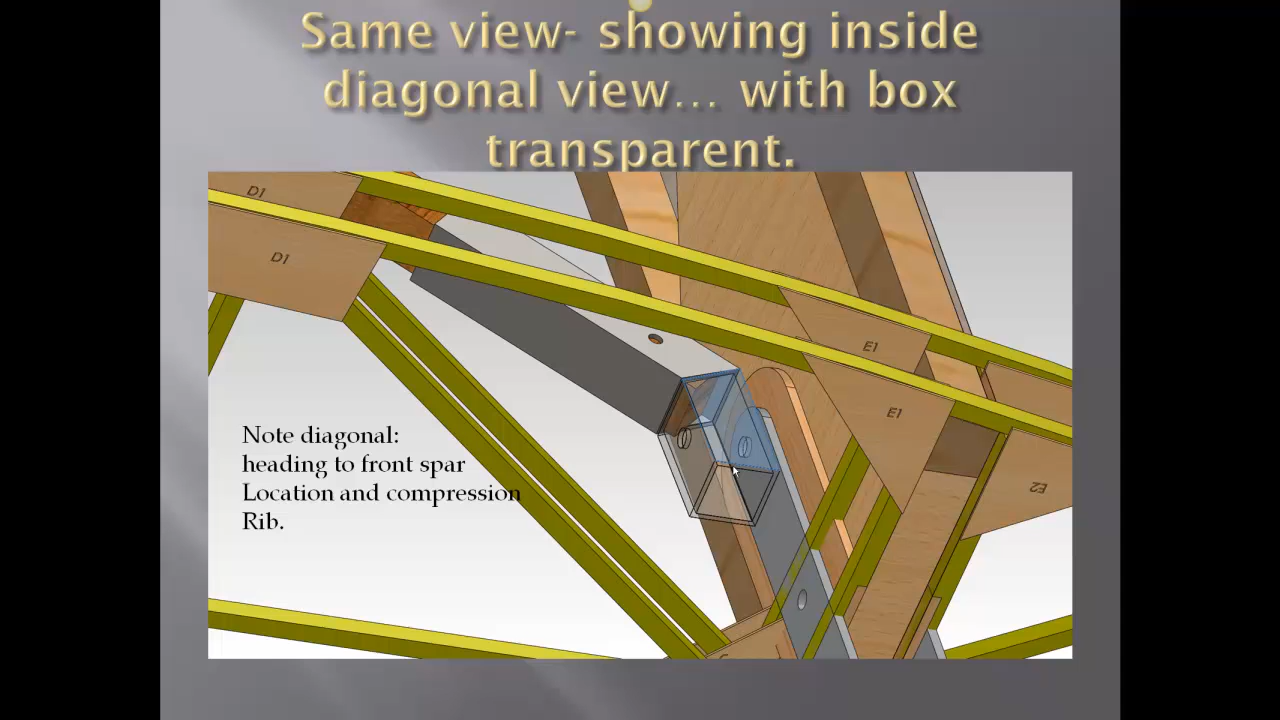 Same view- showing inside
diagonal view... with box
transparent.
D1
D1
E1
E1
E2
Note diagonal:
heading to front spar
Location and compression
Rib.